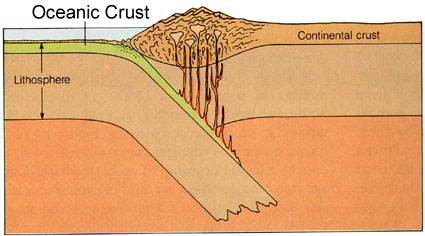 Oceanic Crust
Continental crust
Lithosphere